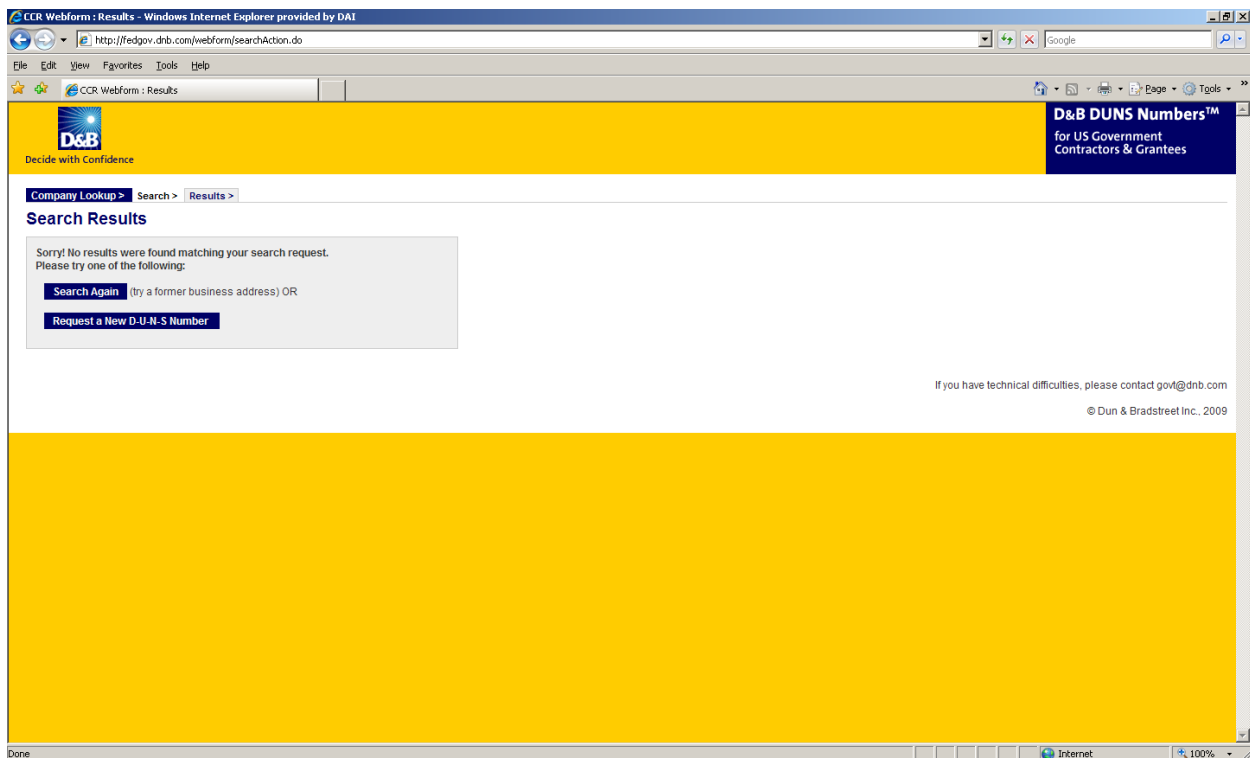 CCR Webform : Results - Windows Internet Explorer provided by DAI
http://fedgov.dnb.com/webform/searchAction.do
Google
File Edit View Favorites Tools Help
CCR Webform : Results
Page Tools »
D&B
Decide with Confidence
D&B DUNS Numbers™
for US Government
Contractors & Grantees
Company Lookup > Search > Results >
Search Results
Sorry! No results were found matching your search request.
Please try one of the following:
Search Again (try a former business address) OR
Request a New D-U-N-S Number
If you have technical difficulties, please contact govt@dnb.com
© Dun & Bradstreet Inc., 2009
Done
Internet
100%